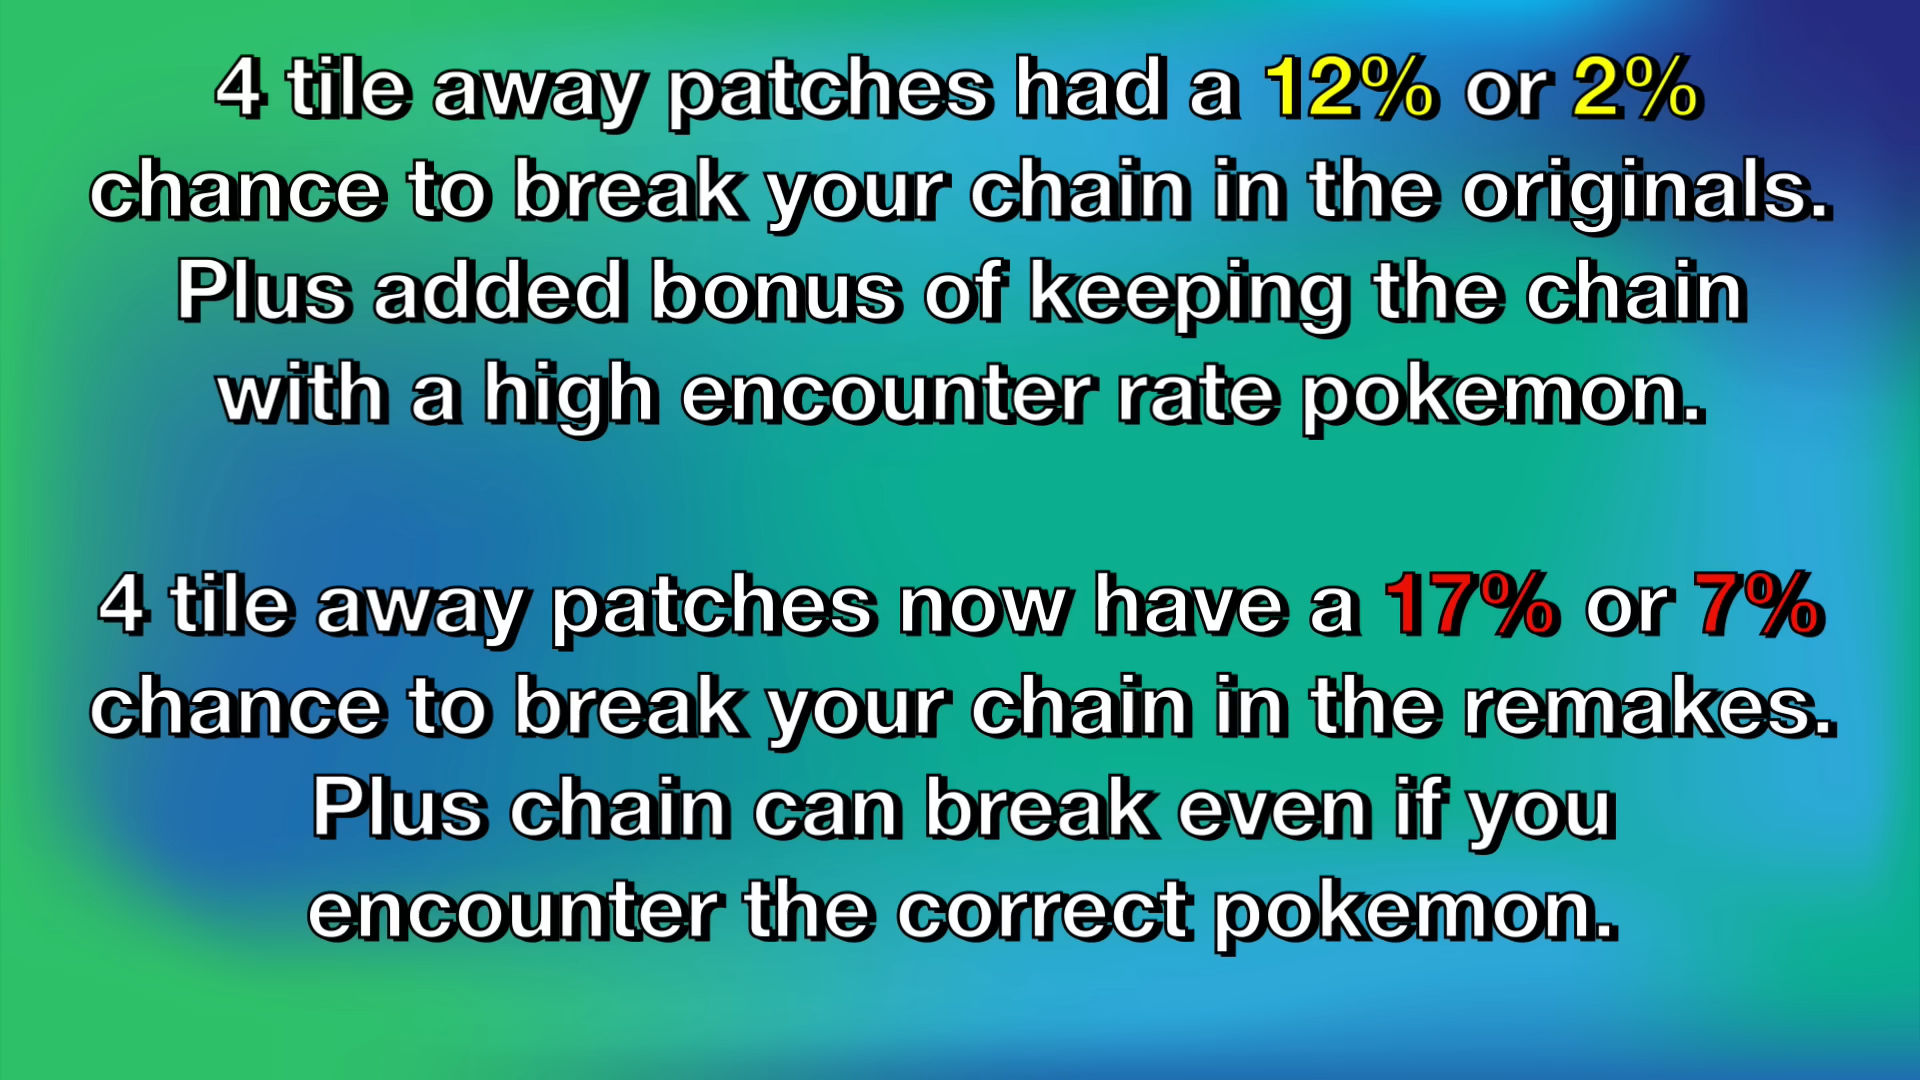 4 tile away patches had a 12% or 2%
chance to break your chain in the originals.
Plus added bonus of keeping the chain
with a high encounter rate pokemon.
4 tile away patches now have a 17% or 7%
chance to break your chain in the remakes.
Plus chain can break even if you
encounter the correct pokemon.